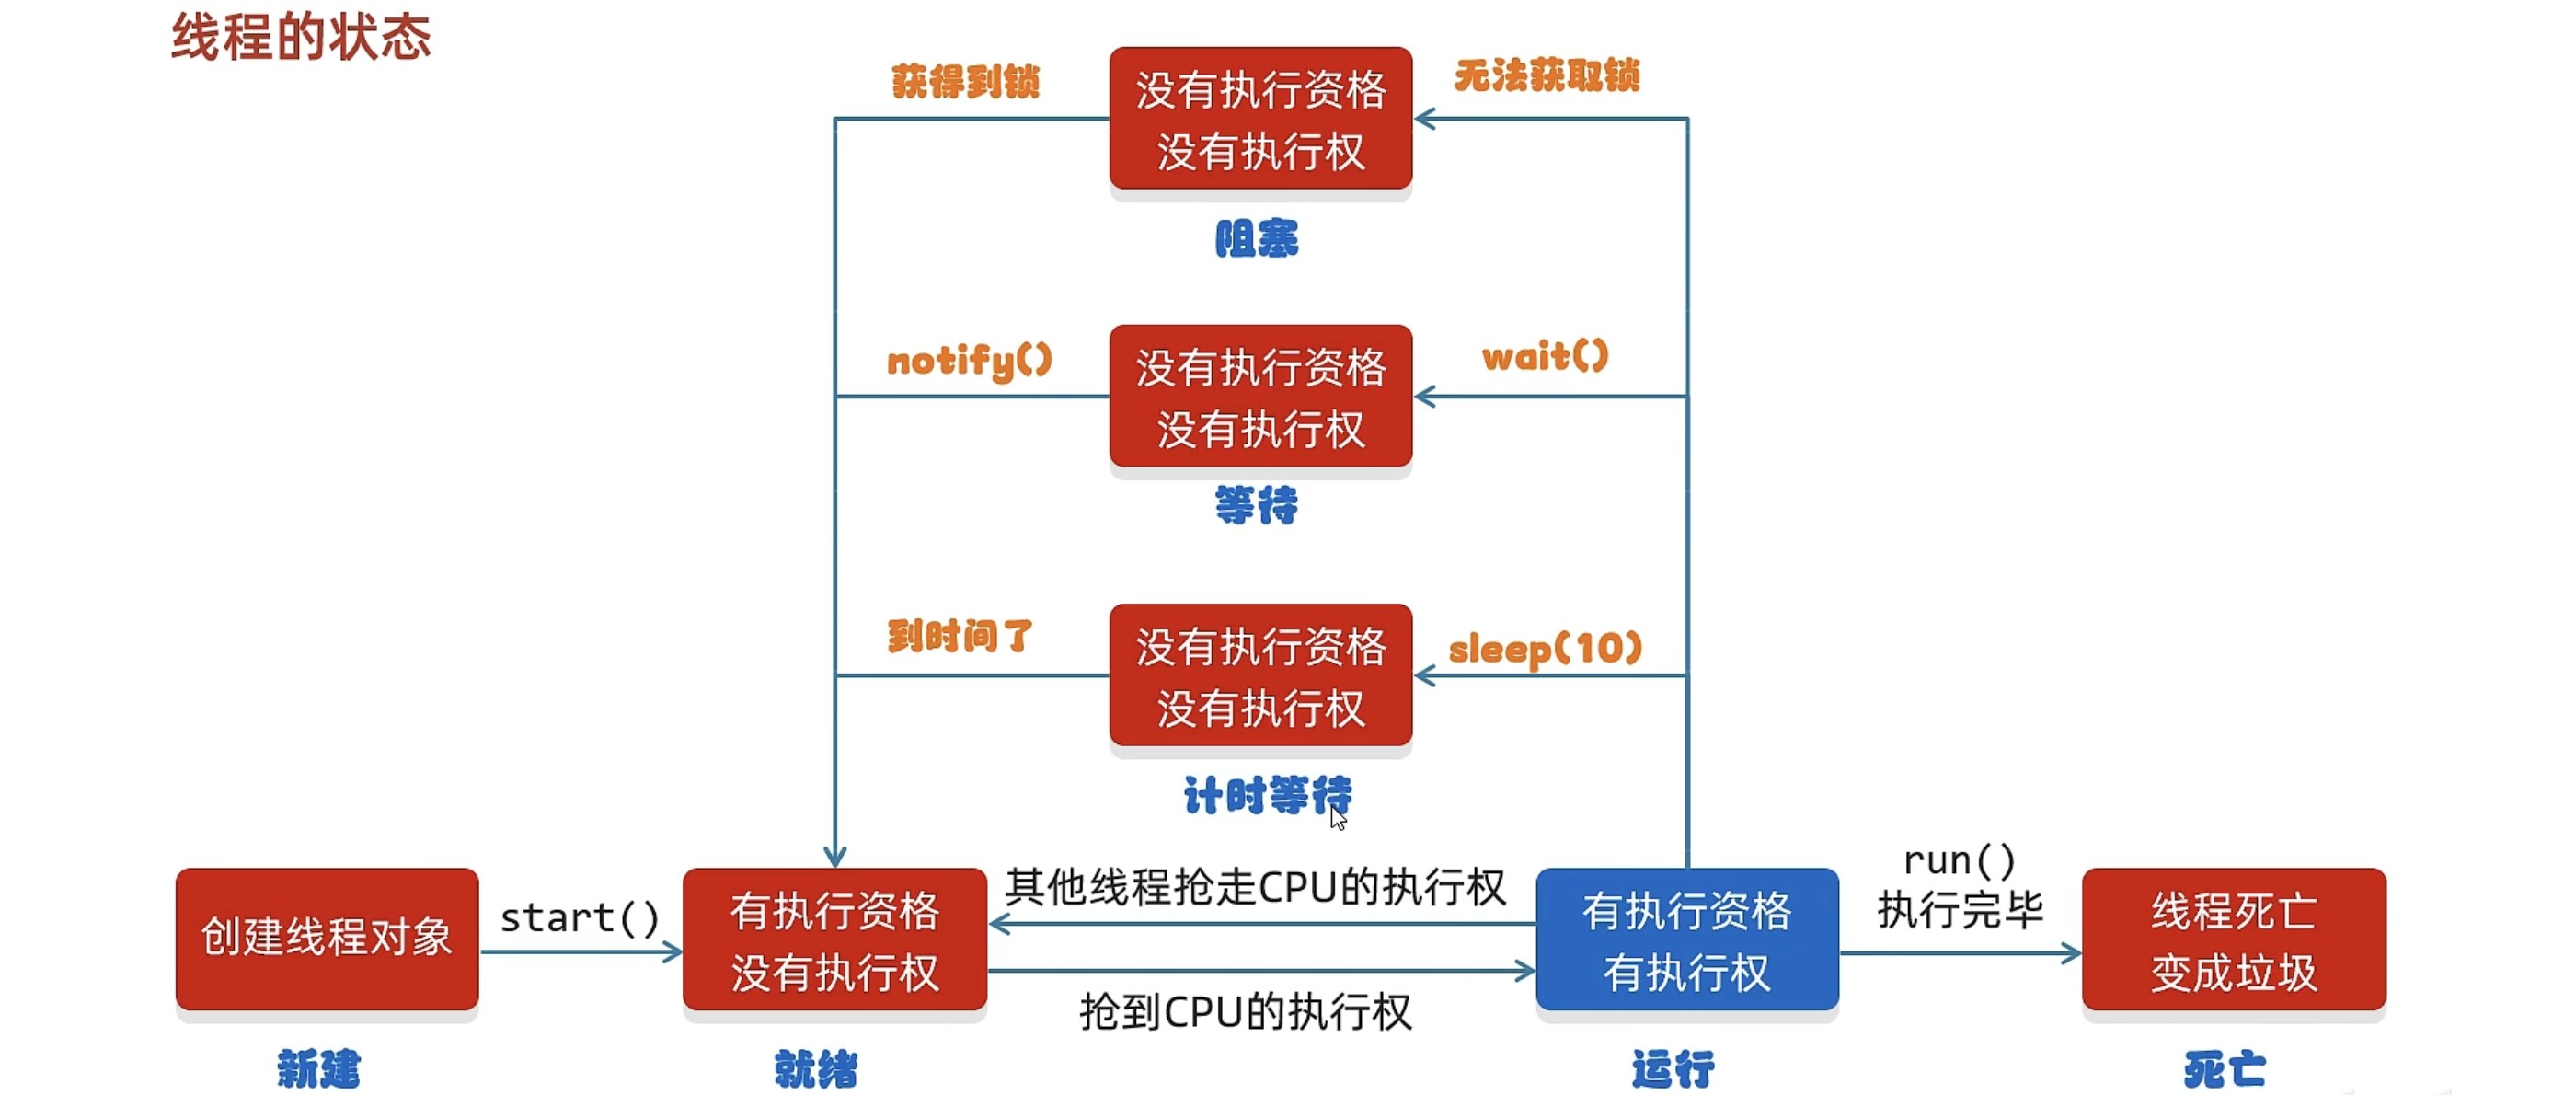 线程的状态
获得到锁
没有执行资格
没有执行权
无法获取锁
阻塞
notify()
没有执行资格
没有执行权
wait()
等待
到时间了
没有执行资格
没有执行权
sleep(10)
计时等待
创建线程对象
start()
有执行资格
没有执行权
其他线程抢走CPU的执行权
抢到CPU的执行权
有执行资格
有执行权
run()
执行完毕
线程死亡
变成垃圾
新建
就绪
运行
死亡